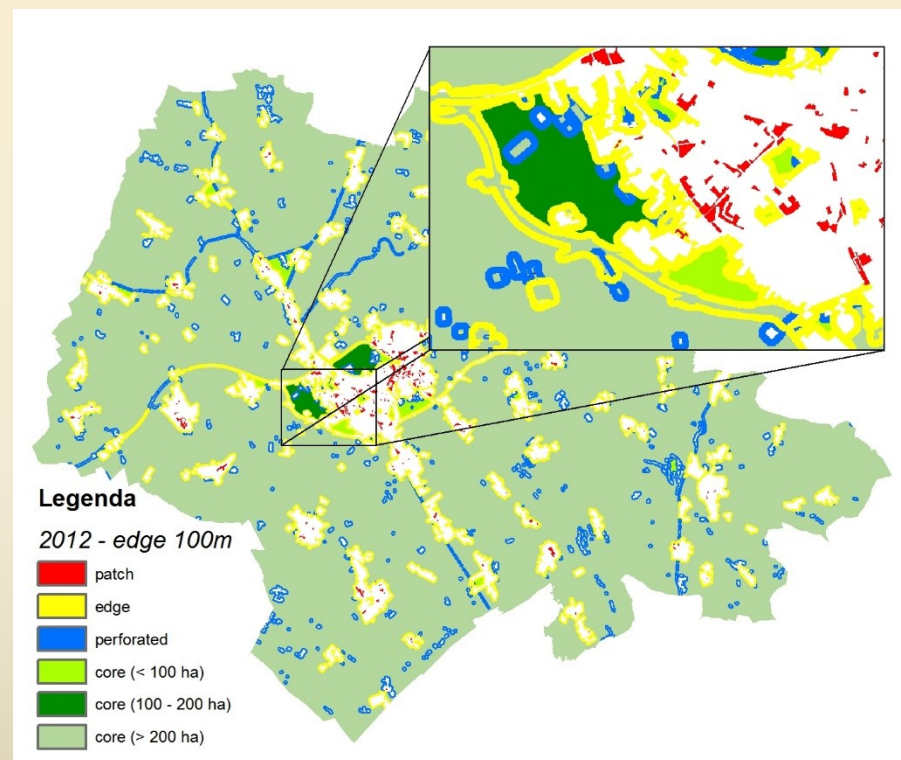 Legenda
2012 - edge 100m
patch
edge
perforated
core (< 100 ha)
core (100 - 200 ha)
core (> 200 ha)